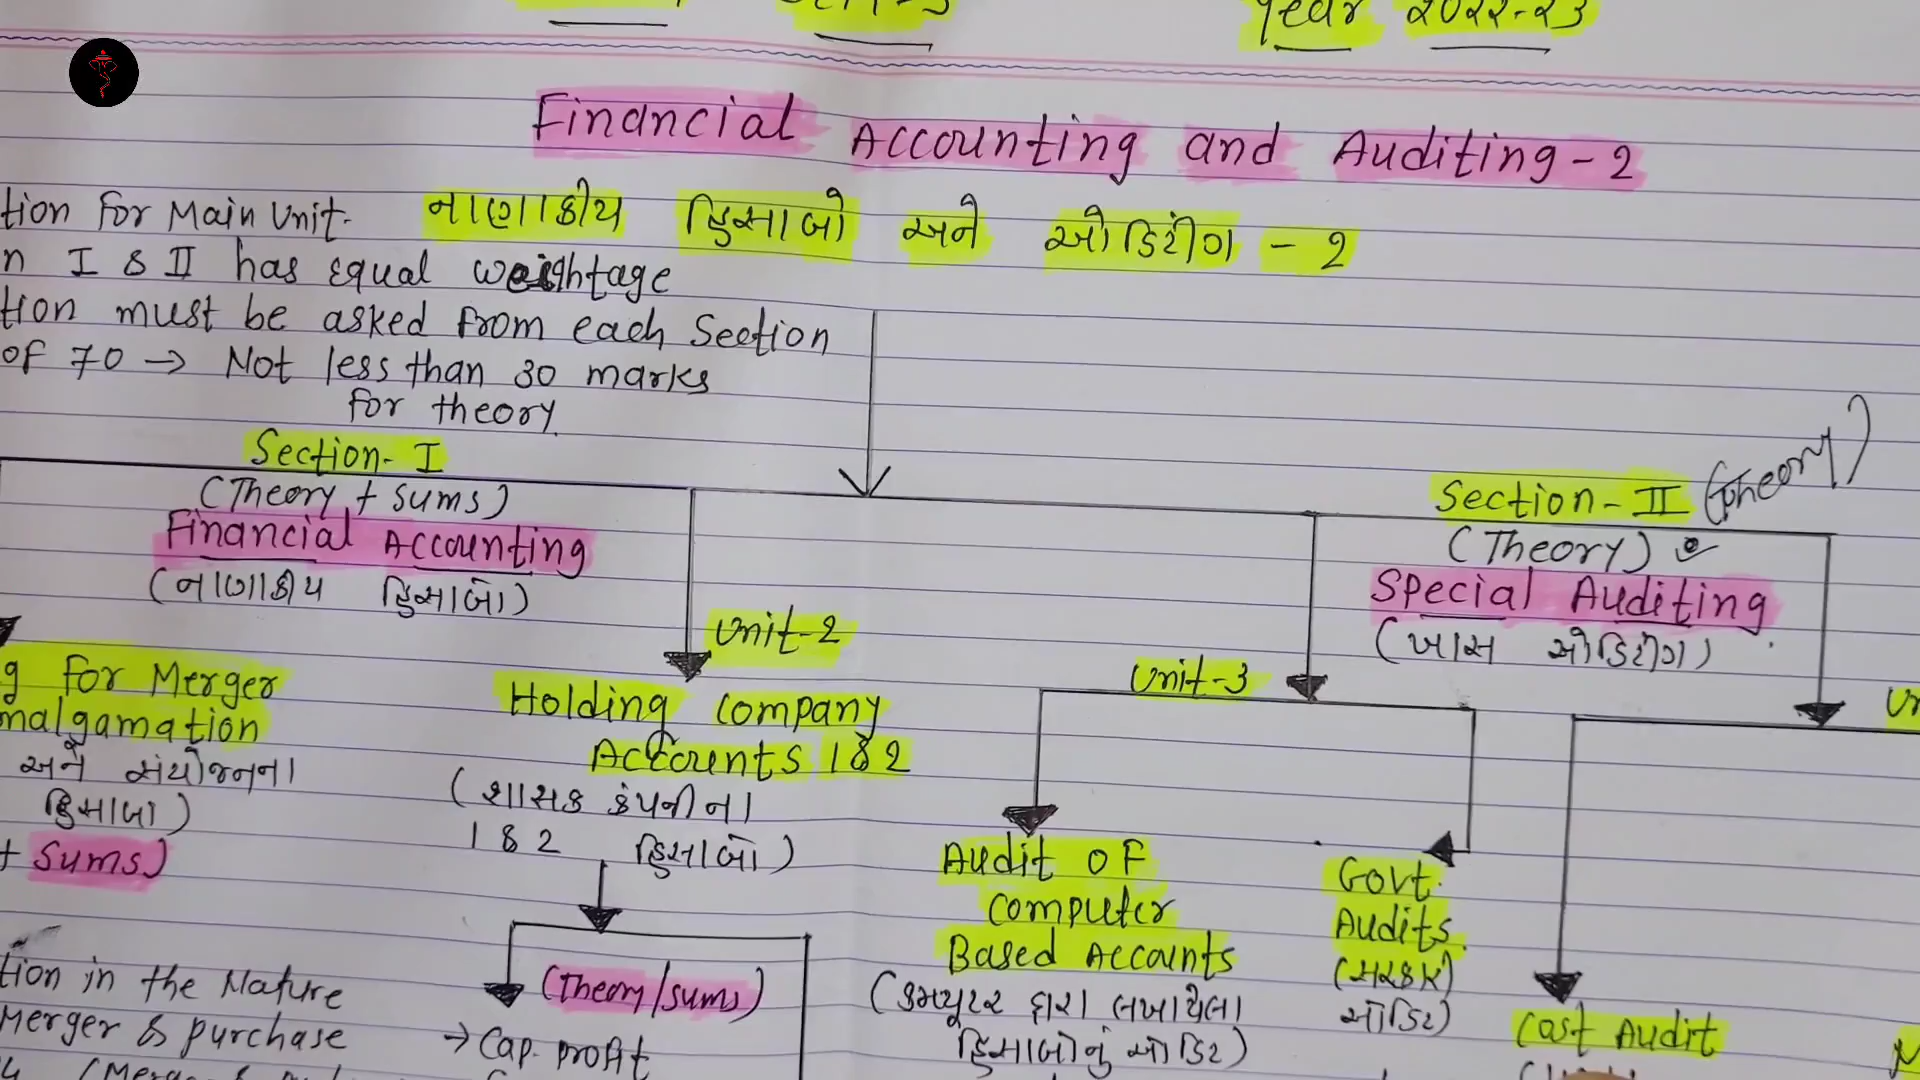 Year 2022-23
Financial Accounting and Auditing-2
tion for Main Unit.
નાણાકીય હિસાબો અને ઓડિટીંગ - 2
n I & II has equal weightage
tion must be asked from each Section
of 70 → Not less than 30 marks
for theory.
Section-I
(Theory + sums)
Financial Accounting
(નાણાકીય હિસાબો)
Section-II (theory)
(Theory)
Special Auditing
(ખાસ ઓડિટીંગ)
Unit-2
Unit-3
g for Merger
malgamation
અને સંયોજનના
હિસાબો)
+ Sums)
Holding company
Accounts 1&2
(શાસક કંપનીના
1 & 2 હિસાબો)
Audit of
computer
Based Accounts
(કમ્પ્યુટર દ્વારા લખાયેલા
હિસાબોનું ઓડિટ)
Govt.
Audits.
(સરકારી
ઓડિટ)
Cost Audit
tion in the Nature
Merger & purchase
(Theory/sums)
→ Cap. profit